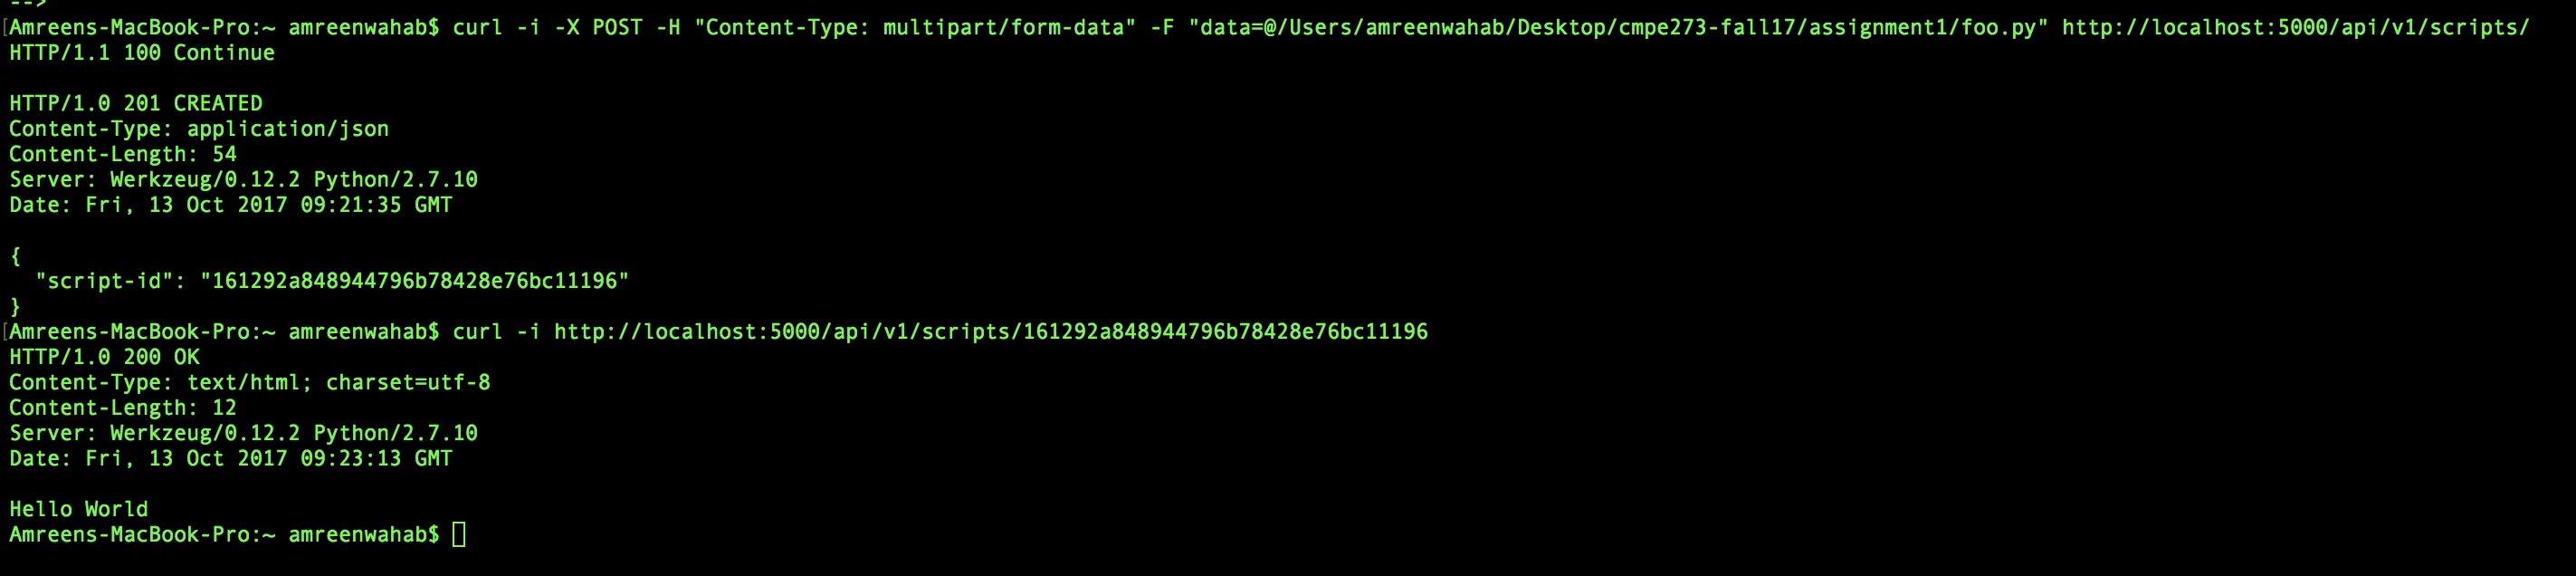 -->
[Amreens-MacBook-Pro:~ amreenwahab$ curl -i -X POST -H "Content-Type: multipart/form-data" -F "data=@/Users/amreenwahab/Desktop/cmpe273-fall17/assignment1/foo.py" http://localhost:5000/api/v1/scripts/
HTTP/1.1 100 Continue
HTTP/1.0 201 CREATED
Content-Type: application/json
Content-Length: 54
Server: Werkzeug/0.12.2 Python/2.7.10
Date: Fri, 13 Oct 2017 09:21:35 GMT
{
  "script-id": "161292a848944796b78428e76bc11196"
}
[Amreens-MacBook-Pro:~ amreenwahab$ curl -i http://localhost:5000/api/v1/scripts/161292a848944796b78428e76bc11196
HTTP/1.0 200 OK
Content-Type: text/html; charset=utf-8
Content-Length: 12
Server: Werkzeug/0.12.2 Python/2.7.10
Date: Fri, 13 Oct 2017 09:23:13 GMT
Hello World
Amreens-MacBook-Pro:~ amreenwahab$